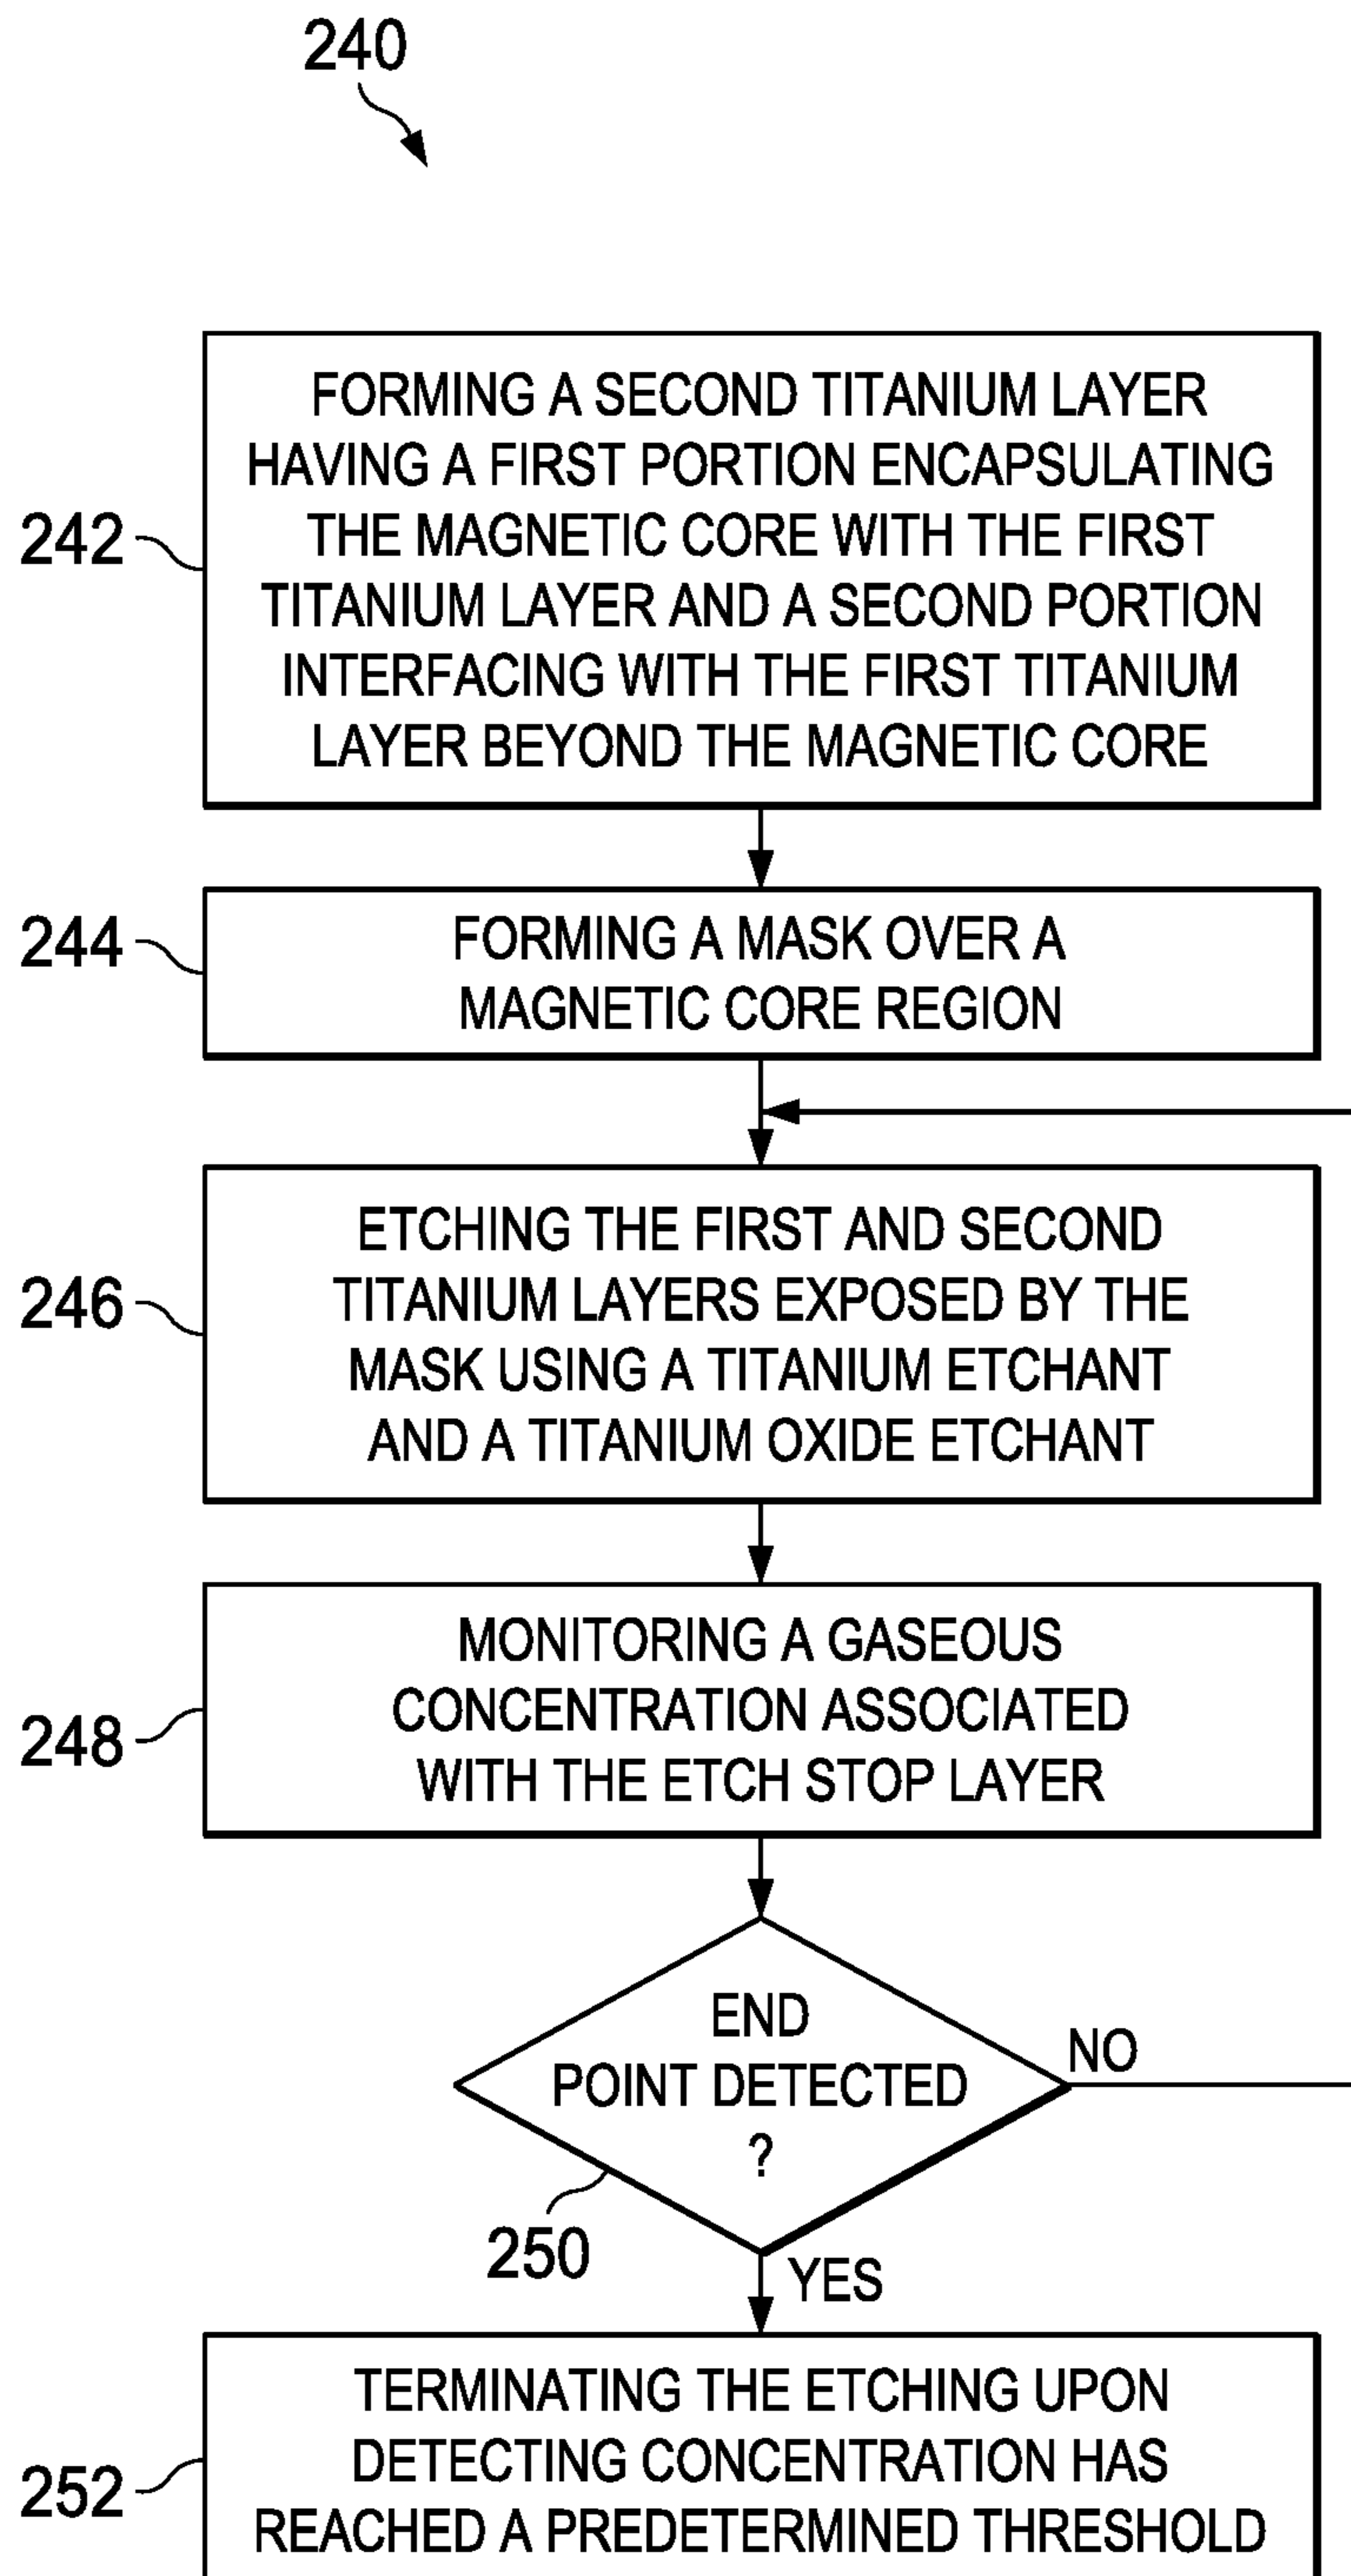 240
FORMING A SECOND TITANIUM LAYER
HAVING A FIRST PORTION ENCAPSULATING
THE MAGNETIC CORE WITH THE FIRST
TITANIUM LAYER AND A SECOND PORTION
INTERFACING WITH THE FIRST TITANIUM
LAYER BEYOND THE MAGNETIC CORE
242
FORMING A MASK OVER A
MAGNETIC CORE REGION
244
ETCHING THE FIRST AND SECOND
TITANIUM LAYERS EXPOSED BY THE
MASK USING A TITANIUM ETCHANT
AND A TITANIUM OXIDE ETCHANT
246
MONITORING A GASEOUS
CONCENTRATION ASSOCIATED
WITH THE ETCH STOP LAYER
248
END
POINT DETECTED
?
NO
250
YES
TERMINATING THE ETCHING UPON
DETECTING CONCENTRATION HAS
REACHED A PREDETERMINED THRESHOLD
252